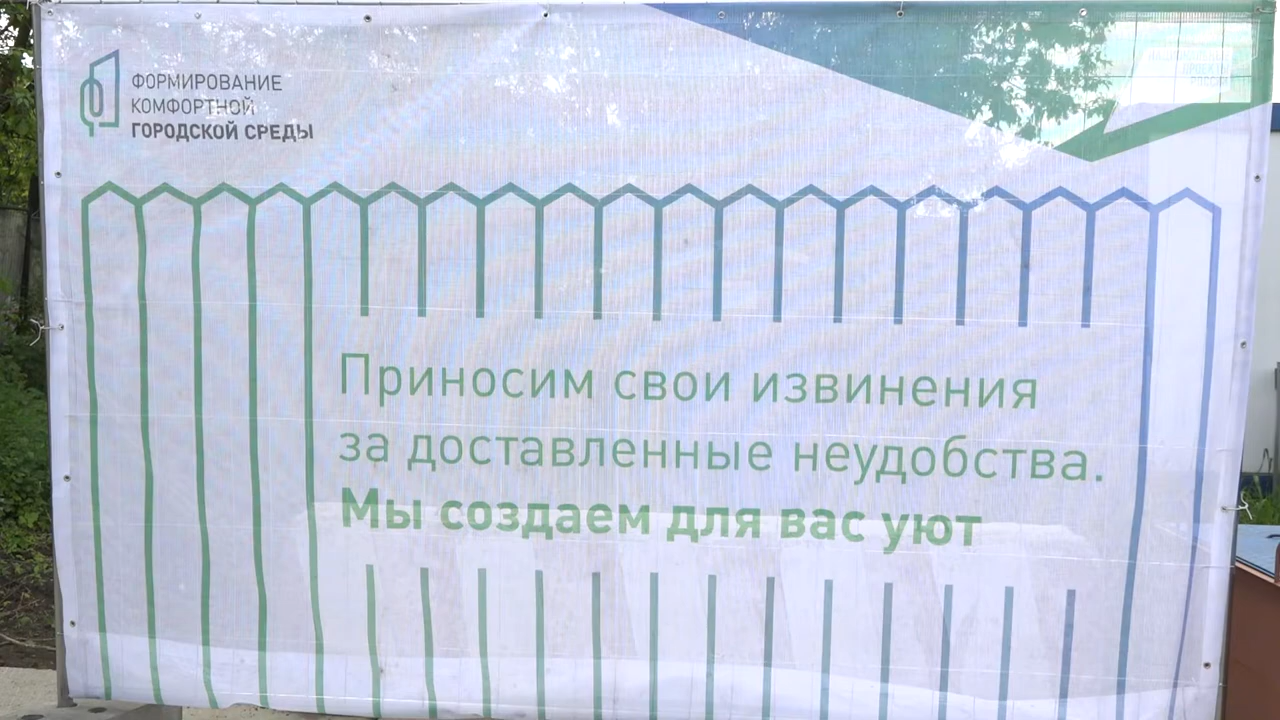 ФОРМИРОВАНИЕ
КОМФОРТНОЙ
ГОРОДСКОЙ СРЕДЫ
Приносим свои извинения
за доставленные неудобства.
Мы создаем для вас уют